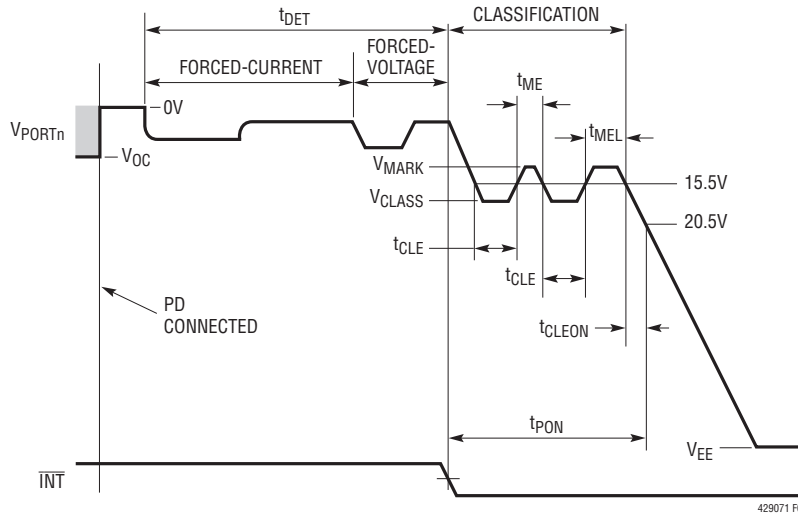 tDET
CLASSIFICATION
FORCED-CURRENT
FORCED-
VOLTAGE
tME
tMEL
0V
VPORTn
VOC
VMARK
15.5V
VCLASS
20.5V
tCLE
tCLE
PD
CONNECTED
tCLEON
tPON
VEE
INT